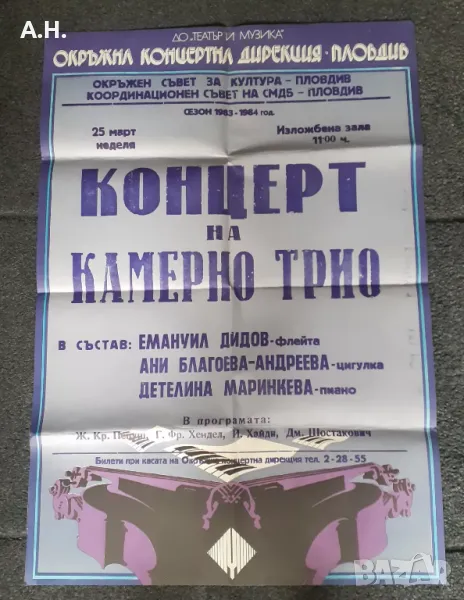 А.Н.
ДО „ТЕАТЪР И МУЗИКА“
ОКРЪЖНА КОНЦЕРТНА ДИРЕКЦИЯ · ПЛОВДИВ
ОКРЪЖЕН СЪВЕТ ЗА КУЛТУРА – ПЛОВДИВ
КООРДИНАЦИОНЕН СЪВЕТ НА СМДБ – ПЛОВДИВ
СЕЗОН 1983-1984 год.
25 март Изложбена зала
неделя 11:00 ч.
КОНЦЕРТ
НА
КАМЕРНО ТРИО
В СЪСТАВ: ЕМАНУИЛ ДИДОВ-флейта
АНИ БЛАГОЕВА-АНДРЕЕВА-цигулка
ДЕТЕЛИНА МАРИНКЕВА-пиано
В програмата:
Ж. Кр. Г. Фр. Хендел, Й. Хайдн, Дм. Шостакович
Билети при касата на Окръжна концертна дирекция тел. 2-28-55
BAZAR